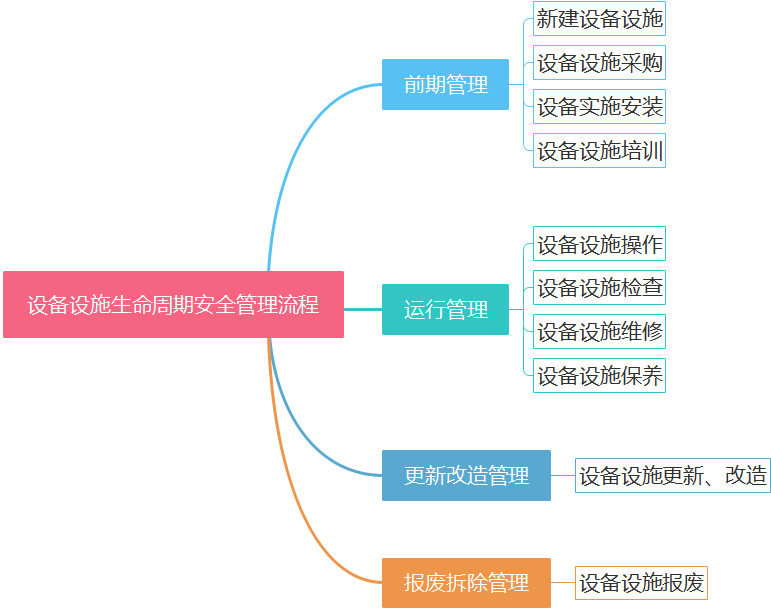 设备设施生命周期安全管理流程
前期管理
新建设备设施
设备设施采购
设备实施安装
设备设施培训
运行管理
设备设施操作
设备设施检查
设备设施维修
设备设施保养
更新改造管理
设备设施更新、改造
报废拆除管理
设备设施报废